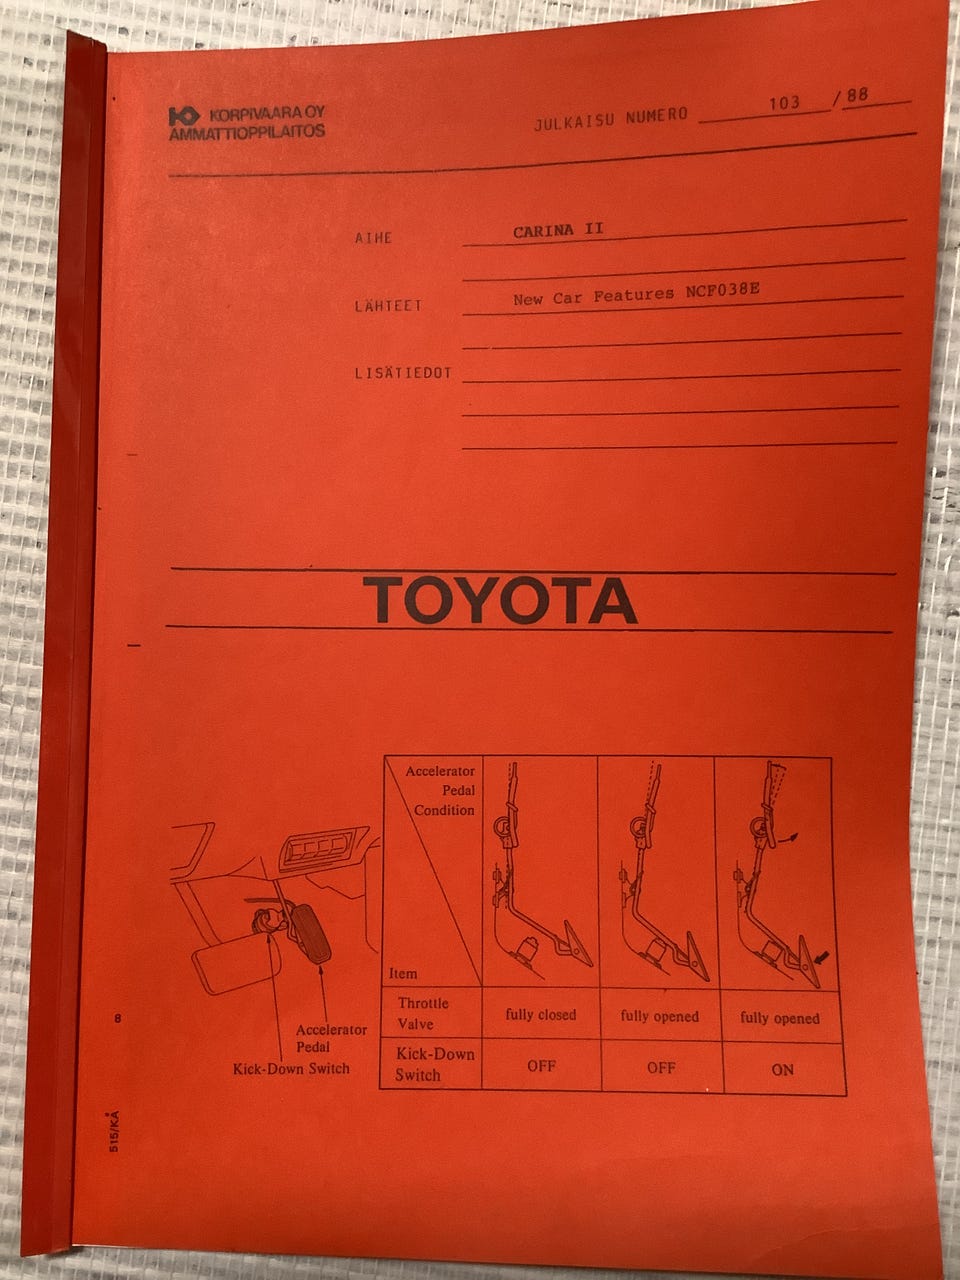 KORPIVAARA OY
AMMATTIOPPILAITOS
JULKAISU NUMERO 103 / 88
AIHE CARINA II
LÄHTEET New Car Features NCF038E
LISÄTIEDOT
TOYOTA
Accelerator
Pedal
Condition
Item
Throttle
Valve
fully closed
fully opened
fully opened
Kick-Down
Switch
OFF
OFF
ON
Accelerator
Pedal
Kick-Down Switch
8
515/KÅ